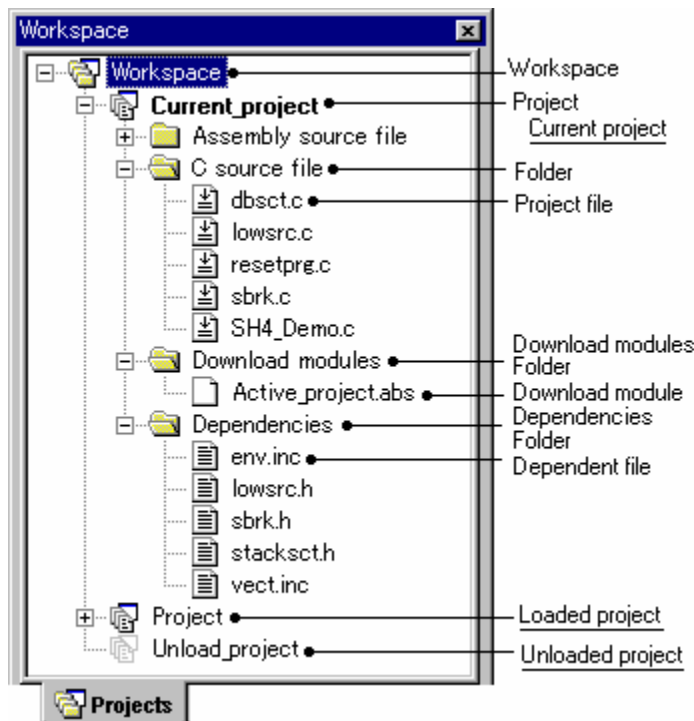 Workspace
Workspace
Workspace
Current_project
Project
Current project
Assembly source file
C source file
Folder
dbsct.c
Project file
lowsrc.c
resetprg.c
sbrk.c
SH4_Demo.c
Download modules
Download modules
Folder
Active_project.abs
Download module
Dependencies
Dependencies
Folder
env.inc
Dependent file
lowsrc.h
sbrk.h
stacksct.h
vect.inc
Project
Loaded project
Unload_project
Unloaded project
Projects